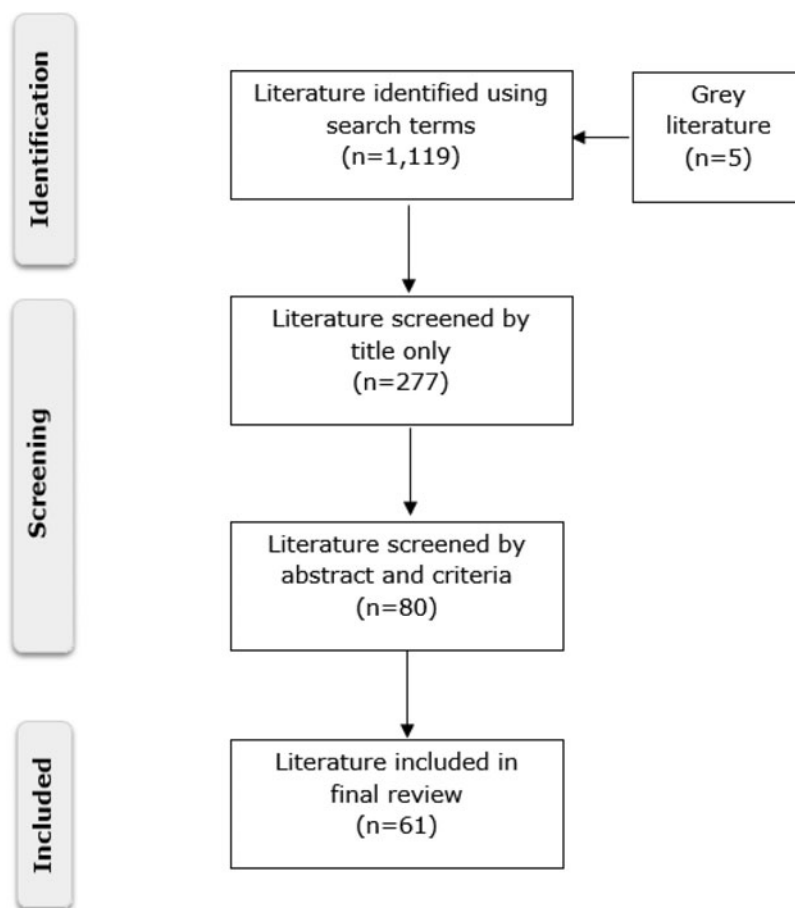 Identification
Literature identified using
search terms
(n=1,119)
Grey
literature
(n=5)
Screening
Literature screened by
title only
(n=277)
Literature screened by
abstract and criteria
(n=80)
Included
Literature included in
final review
(n=61)